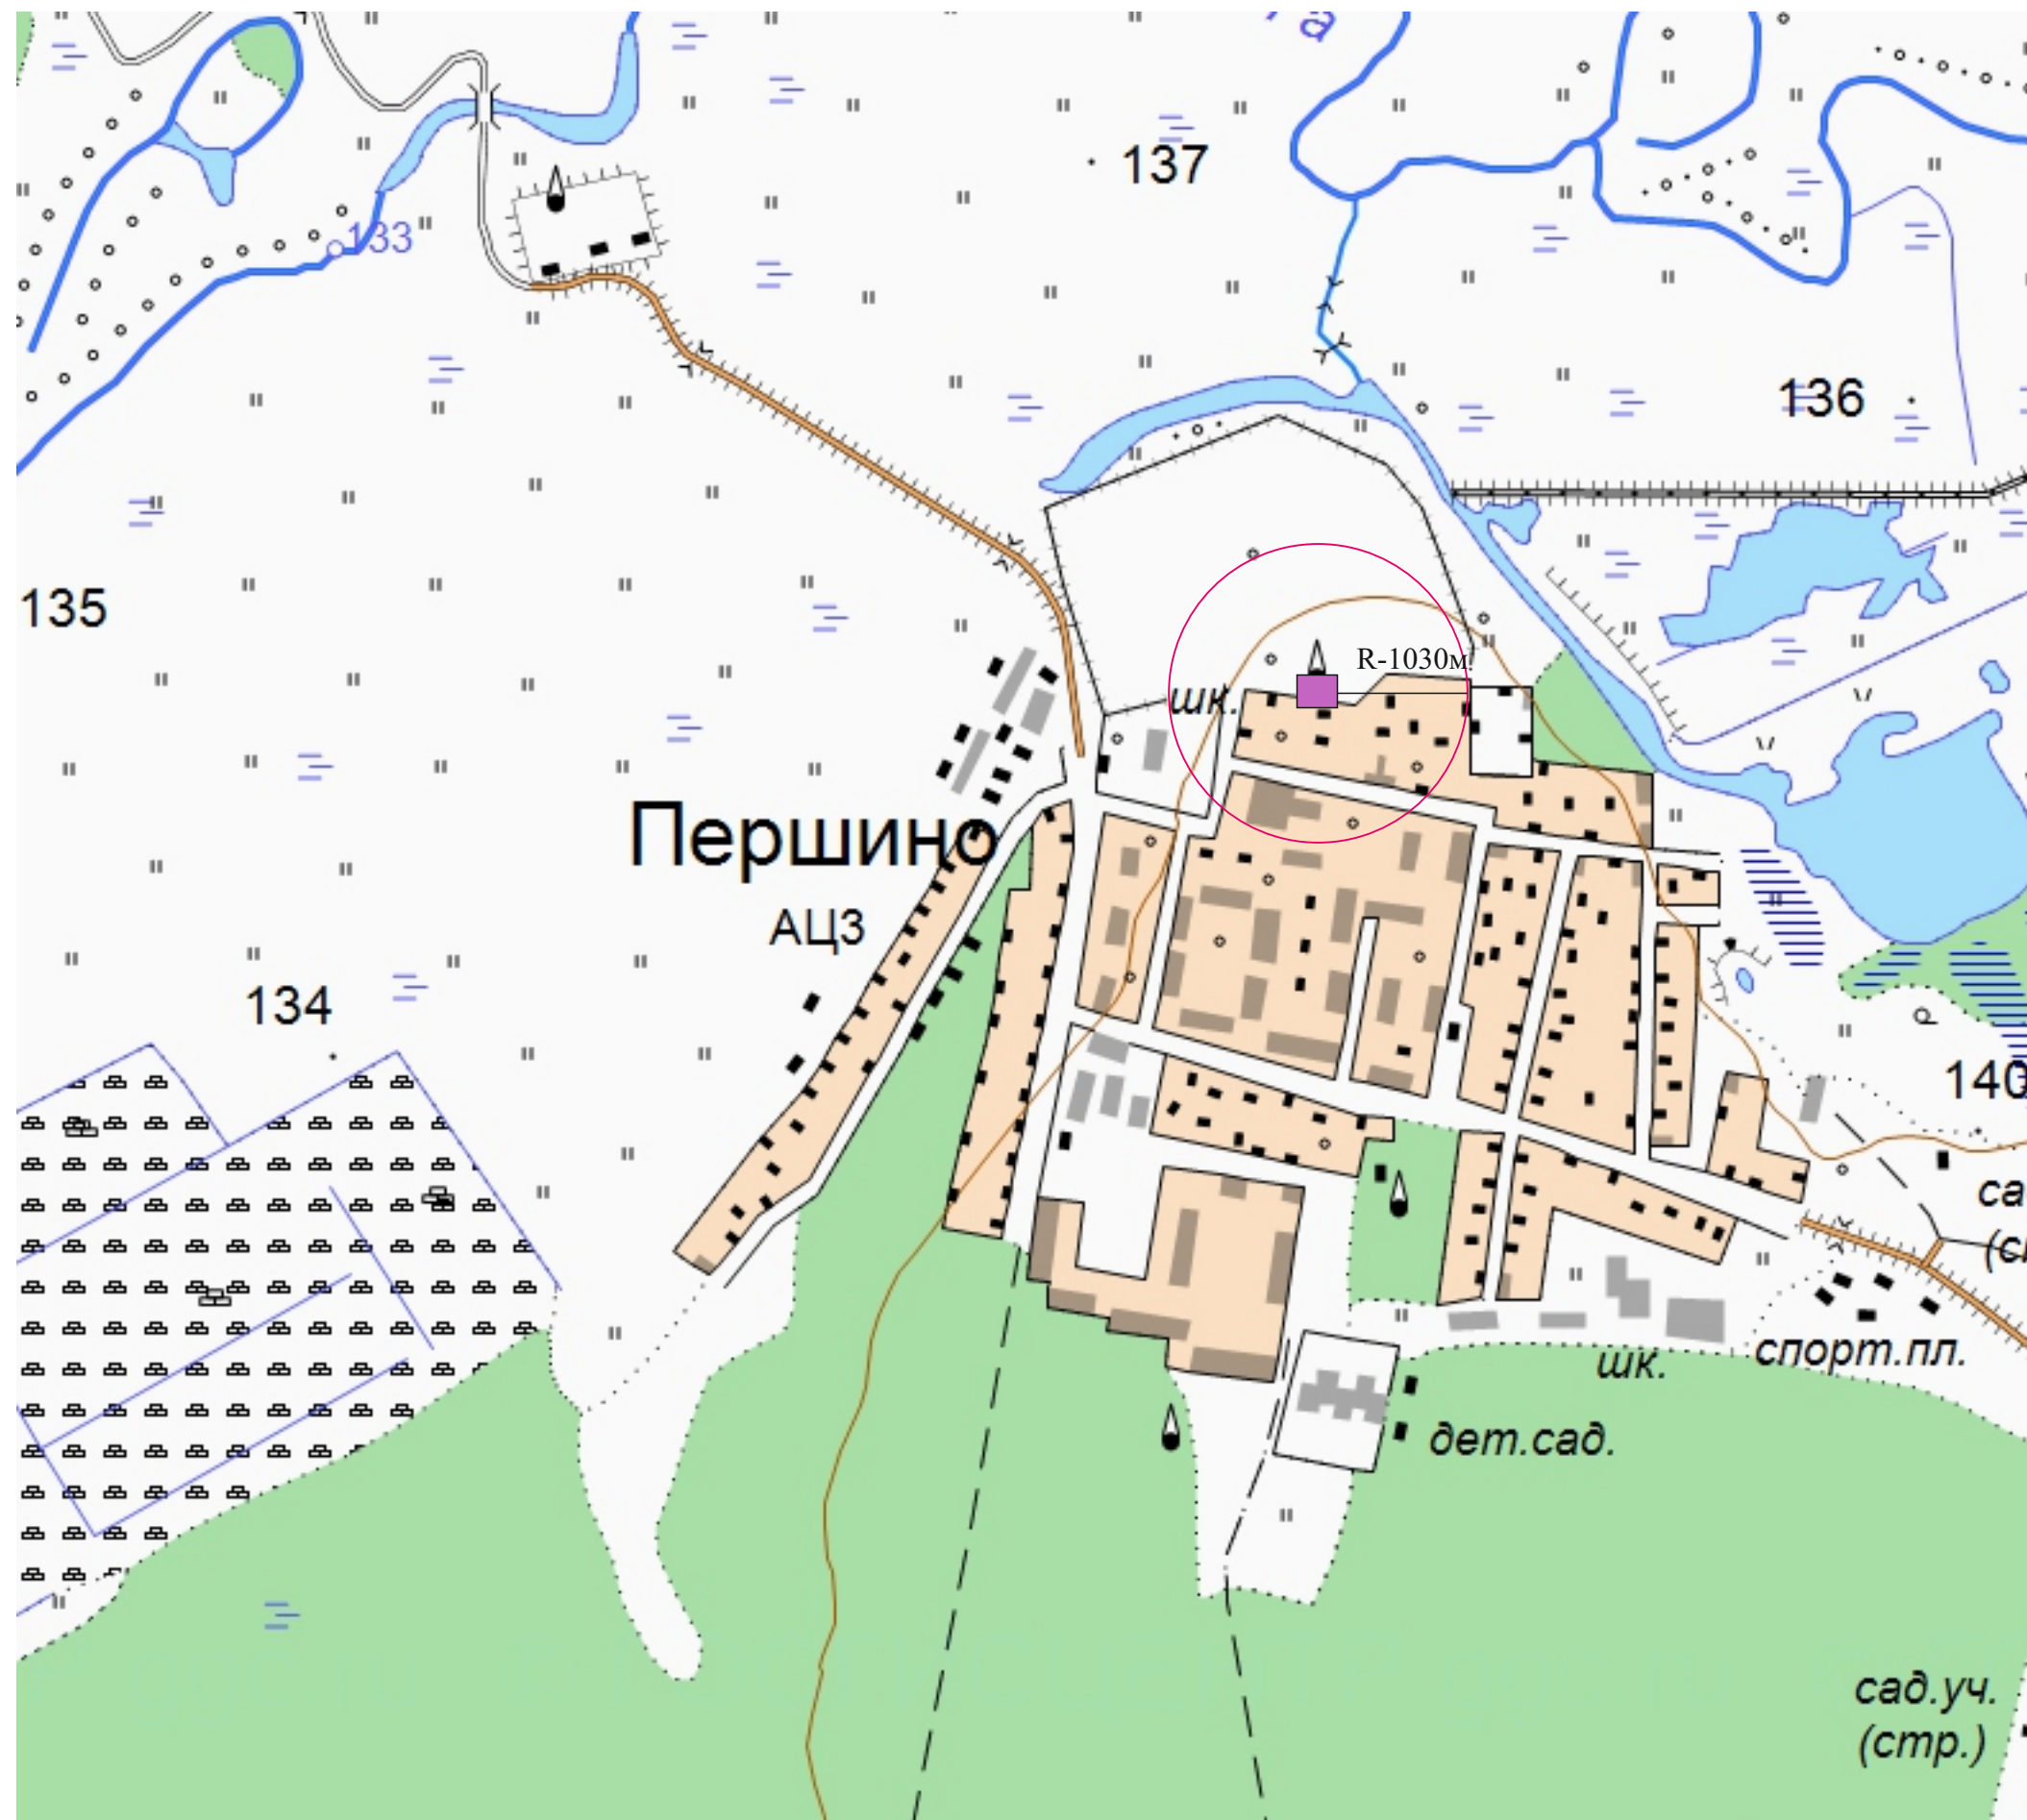 га
137
133
136
135
R-1030м
шк.
Першино
АЦЗ
134
140
са
(с
шк.
спорт.пл.
дет.сад.
сад.уч.
(стр.)